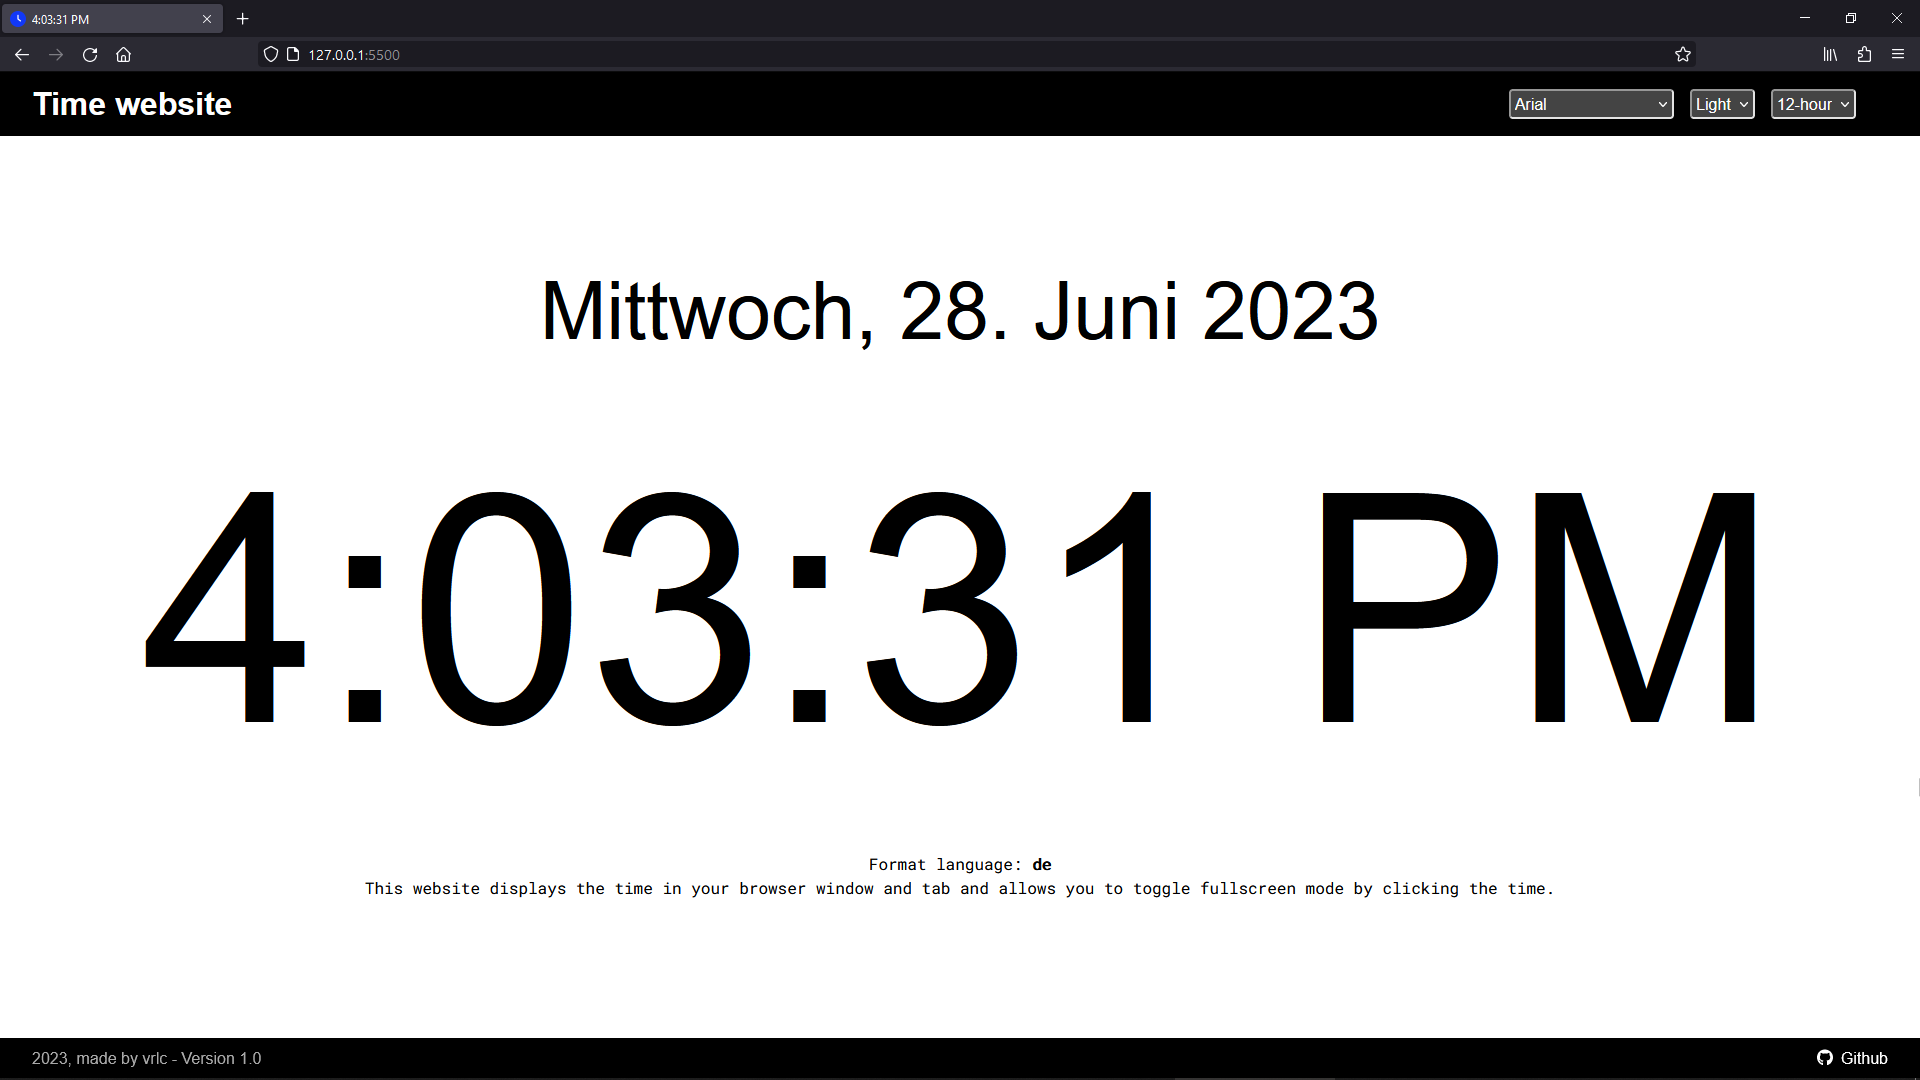 4:03:31 PM
127.0.0.1:5500
Time website
Arial
Light
12-hour
Mittwoch, 28. Juni 2023
4:03:31 PM
Format language: de
This website displays the time in your browser window and tab and allows you to toggle fullscreen mode by clicking the time.
2023, made by vrlc - Version 1.0
Github